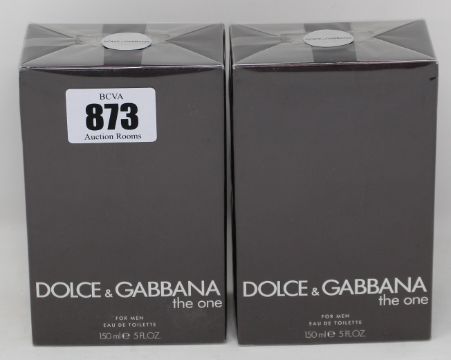 BCVA
873
Auction Rooms
DOLCE & GABBANA
the one
FOR MEN
EAU DE TOILETTE
150 ml e 5 FL.OZ.
DOLCE & GABBANA
the one
FOR MEN
EAU DE TOILETTE
150 ml e 5 FL.OZ.